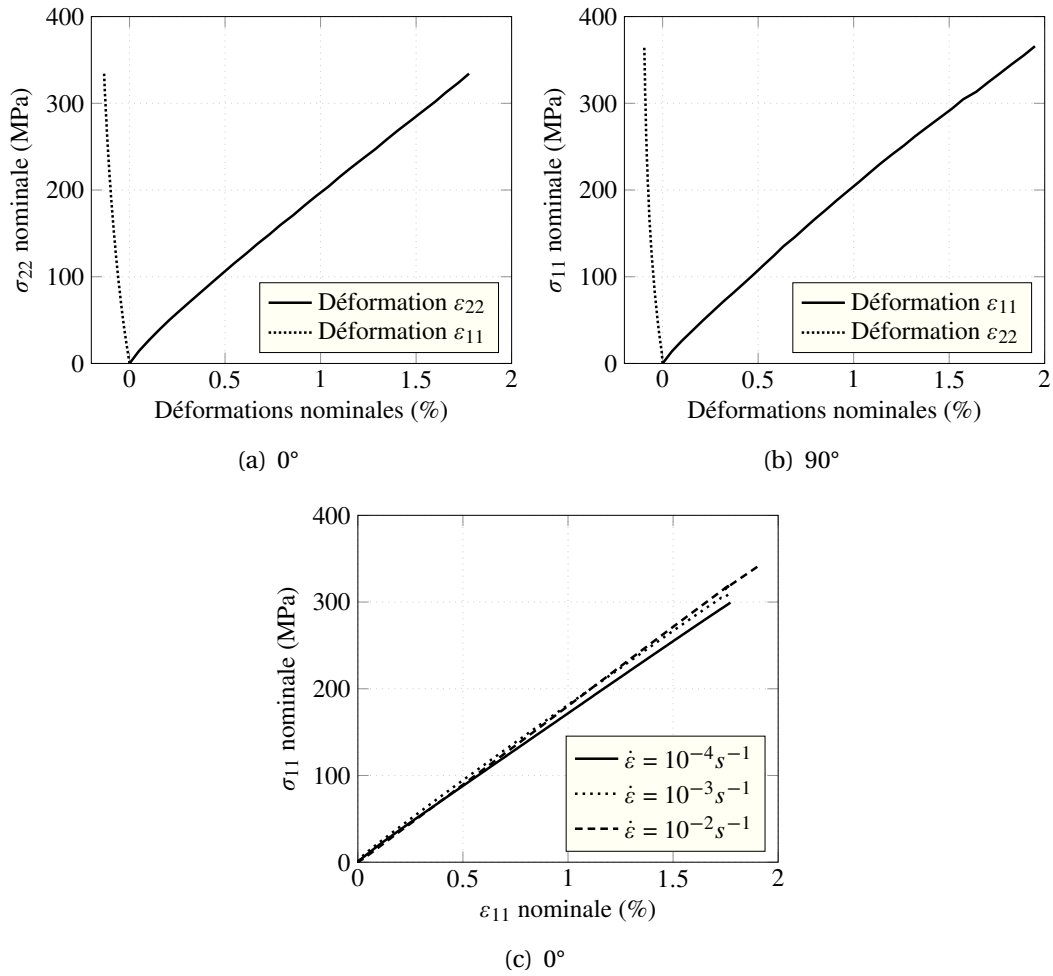 400
300
200
100
0
σ22 nominale (MPa)
0 0.5 1 1.5 2
Déformations nominales (%)
Déformation ε22
Déformation ε11
(a) 0°
400
300
200
100
0
σ11 nominale (MPa)
0 0.5 1 1.5 2
Déformations nominales (%)
Déformation ε11
Déformation ε22
(b) 90°
400
300
200
100
0
σ11 nominale (MPa)
0 0.5 1 1.5 2
ε11 nominale (%)
ε̇ = 10⁻⁴s⁻¹
ε̇ = 10⁻³s⁻¹
ε̇ = 10⁻²s⁻¹
(c) 0°